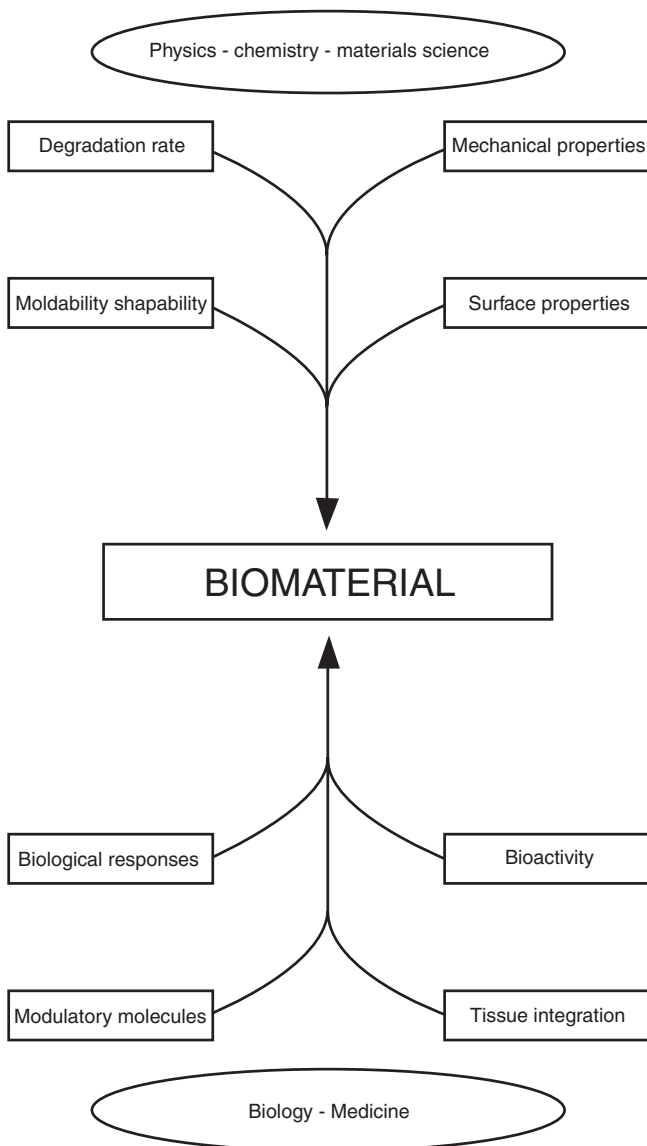 Physics - chemistry - materials science
Degradation rate
Mechanical properties
Moldability shapability
Surface properties
BIOMATERIAL
Biological responses
Bioactivity
Modulatory molecules
Tissue integration
Biology - Medicine